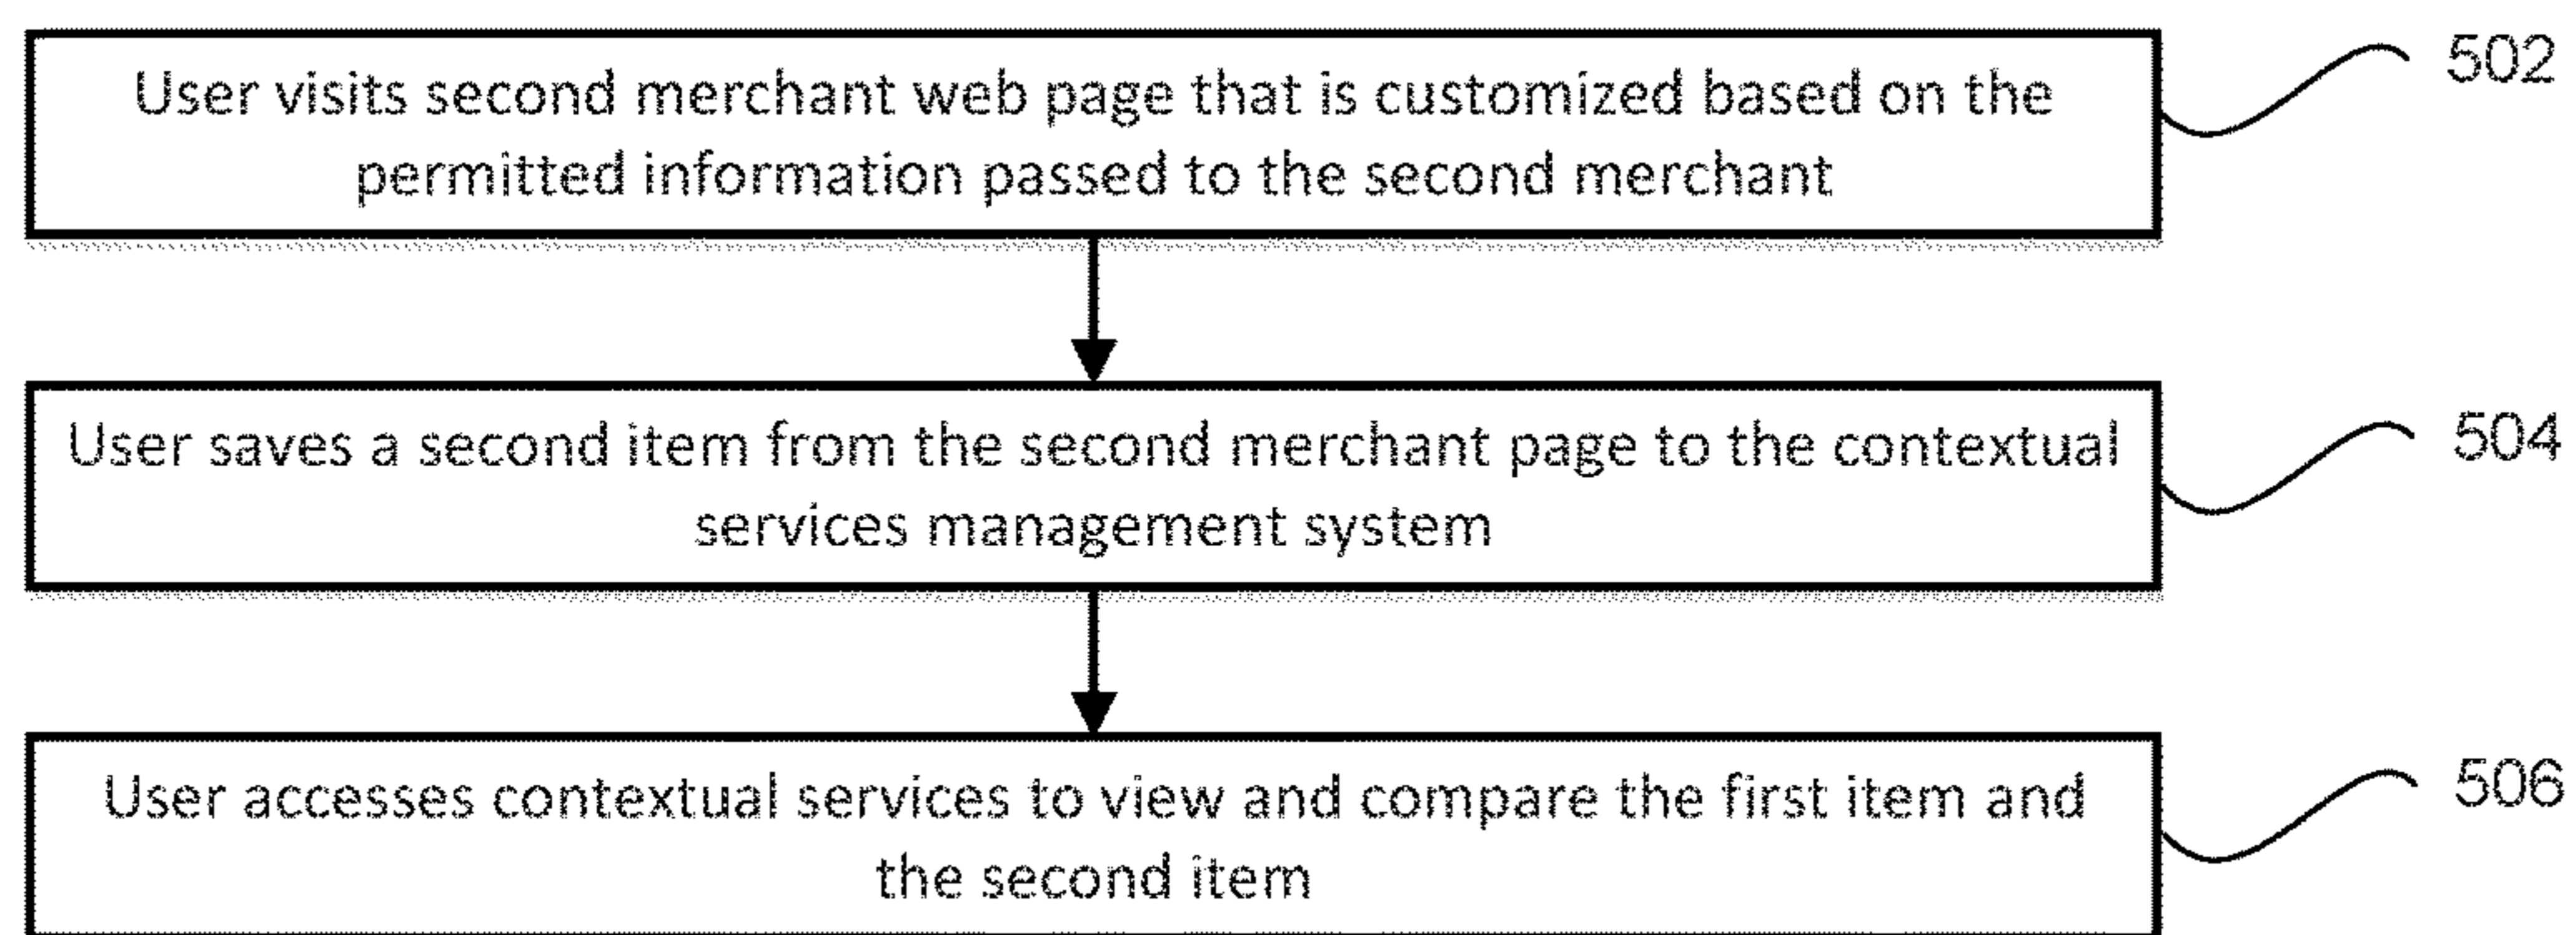 User visits second merchant web page that is customized based on the
permitted information passed to the second merchant
502
User saves a second item from the second merchant page to the contextual
services management system
504
User accesses contextual services to view and compare the first item and
the second item
506